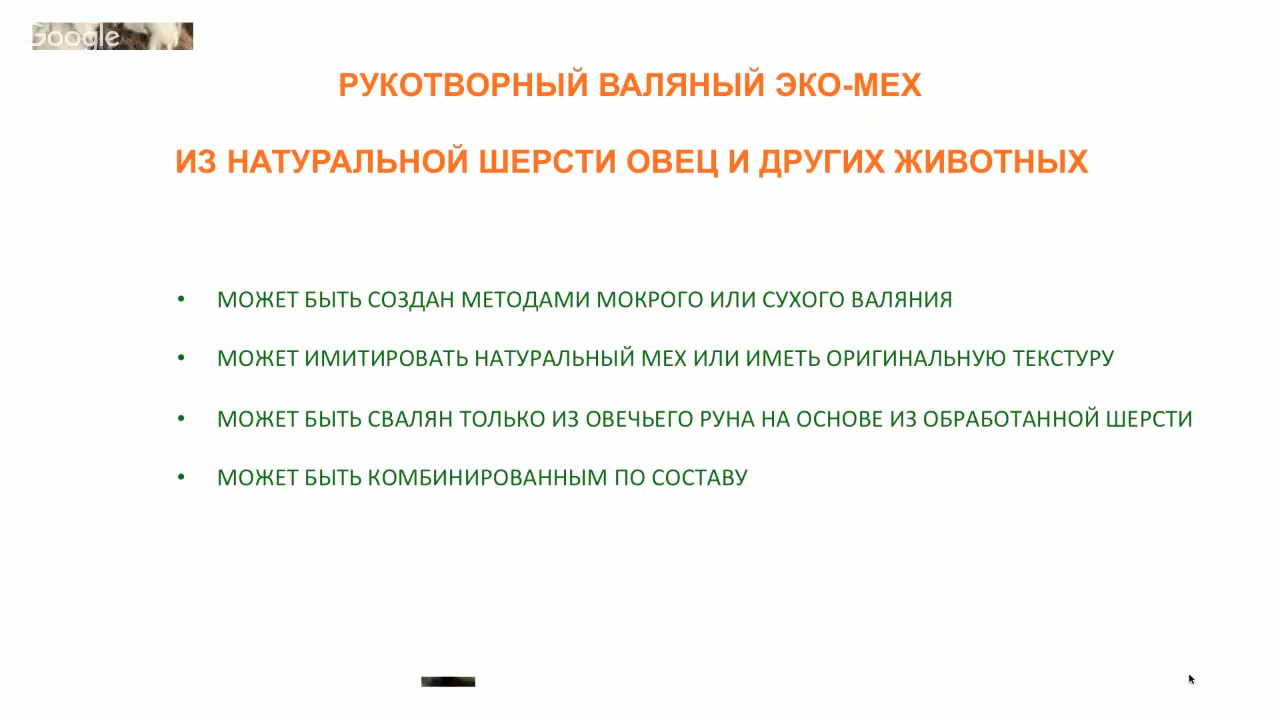 Google
РУКОТВОРНЫЙ ВАЛЯНЫЙ ЭКО-МЕХ
ИЗ НАТУРАЛЬНОЙ ШЕРСТИ ОВЕЦ И ДРУГИХ ЖИВОТНЫХ
• МОЖЕТ БЫТЬ СОЗДАН МЕТОДАМИ МОКРОГО ИЛИ СУХОГО ВАЛЯНИЯ
• МОЖЕТ ИМИТИРОВАТЬ НАТУРАЛЬНЫЙ МЕХ ИЛИ ИМЕТЬ ОРИГИНАЛЬНУЮ ТЕКСТУРУ
• МОЖЕТ БЫТЬ СВАЛЯН ТОЛЬКО ИЗ ОВЕЧЬЕГО РУНА НА ОСНОВЕ ИЗ ОБРАБОТАННОЙ ШЕРСТИ
• МОЖЕТ БЫТЬ КОМБИНИРОВАННЫМ ПО СОСТАВУ